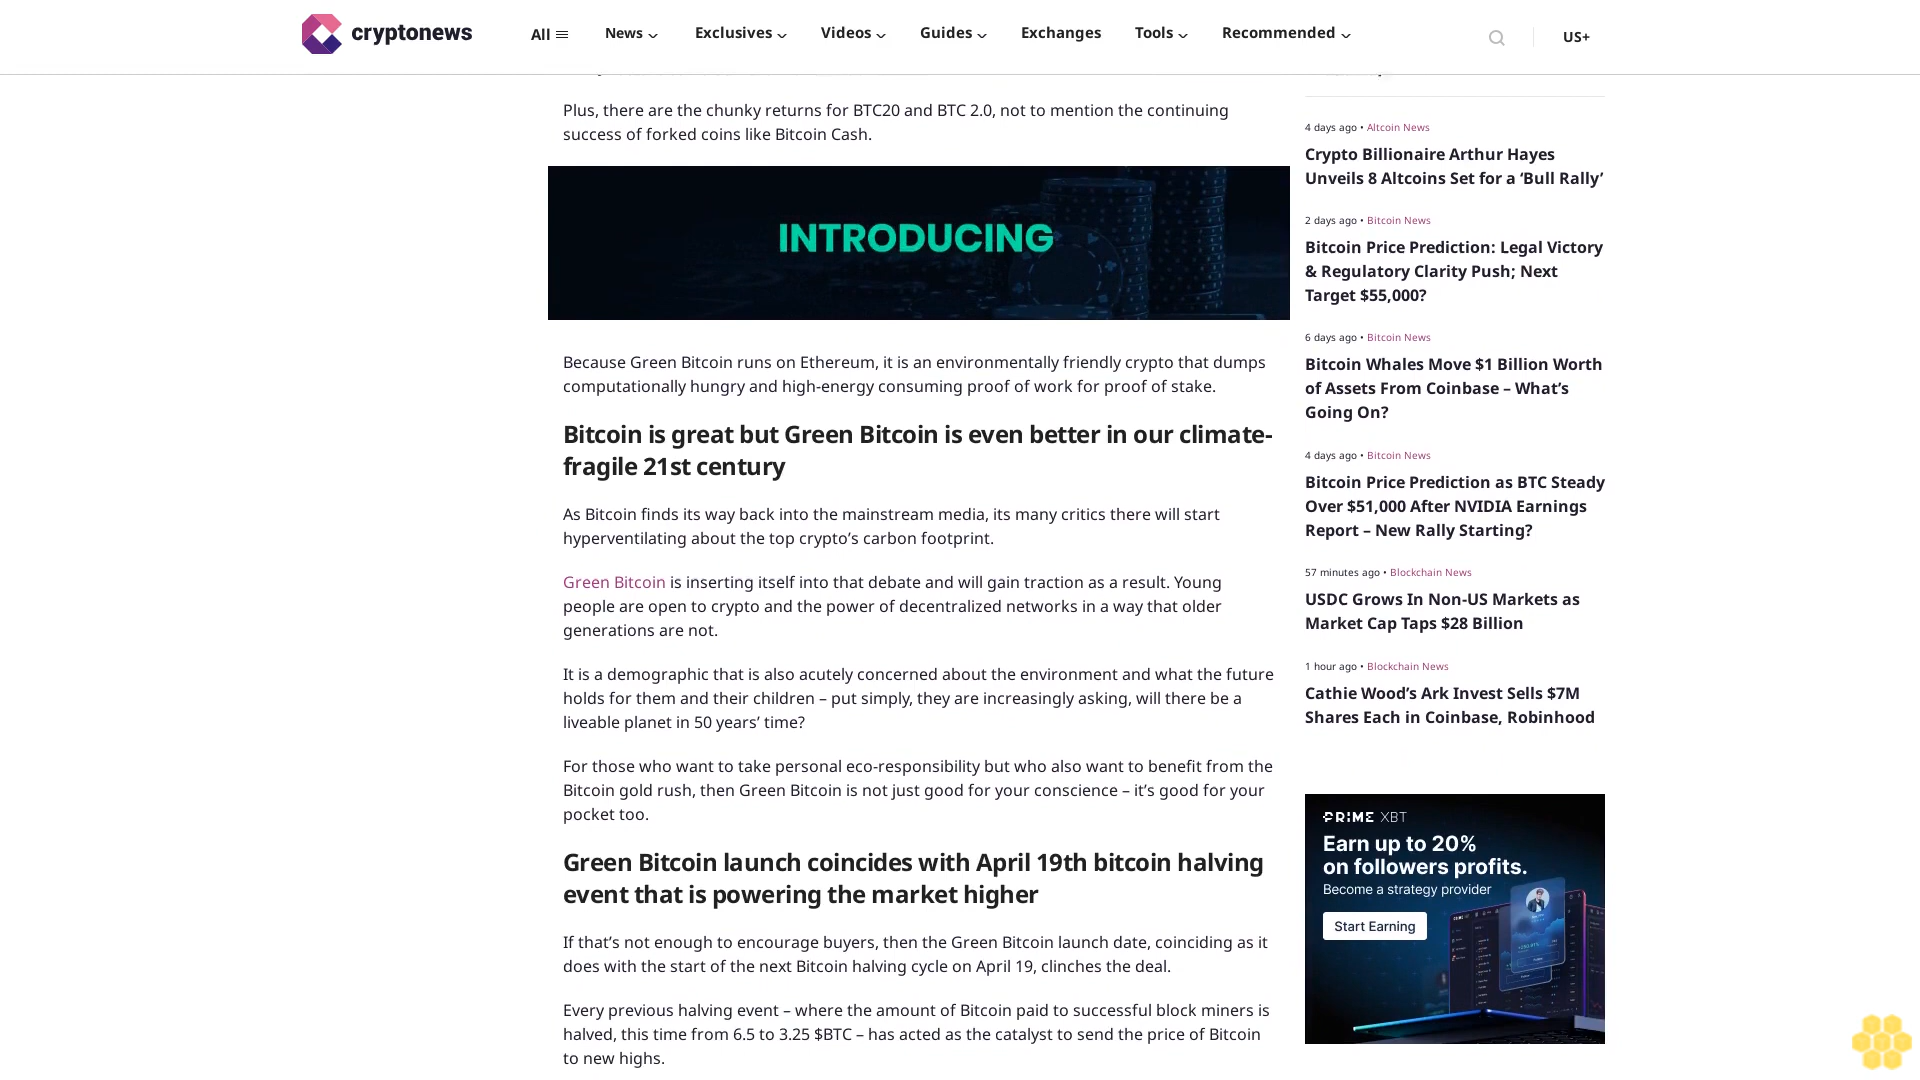 cryptonews
All
News
Exclusives
Videos
Guides
Exchanges
Tools
Recommended
US+
Plus, there are the chunky returns for BTC20 and BTC 2.0, not to mention the continuing
success of forked coins like Bitcoin Cash.
INTRODUCING
Because Green Bitcoin runs on Ethereum, it is an environmentally friendly crypto that dumps
computationally hungry and high-energy consuming proof of work for proof of stake.
Bitcoin is great but Green Bitcoin is even better in our climate-
fragile 21st century
As Bitcoin finds its way back into the mainstream media, its many critics there will start
hyperventilating about the top crypto’s carbon footprint.
Green Bitcoin is inserting itself into that debate and will gain traction as a result. Young
people are open to crypto and the power of decentralized networks in a way that older
generations are not.
It is a demographic that is also acutely concerned about the environment and what the future
holds for them and their children – put simply, they are increasingly asking, will there be a
liveable planet in 50 years’ time?
For those who want to take personal eco-responsibility but who also want to benefit from the
Bitcoin gold rush, then Green Bitcoin is not just good for your conscience – it’s good for your
pocket too.
Green Bitcoin launch coincides with April 19th bitcoin halving
event that is powering the market higher
If that’s not enough to encourage buyers, then the Green Bitcoin launch date, coinciding as it
does with the start of the next Bitcoin halving cycle on April 19, clinches the deal.
Every previous halving event – where the amount of Bitcoin paid to successful block miners is
halved, this time from 6.5 to 3.25 $BTC – has acted as the catalyst to send the price of Bitcoin
to new highs.
4 days ago • Altcoin News
Crypto Billionaire Arthur Hayes
Unveils 8 Altcoins Set for a ‘Bull Rally’
2 days ago • Bitcoin News
Bitcoin Price Prediction: Legal Victory
& Regulatory Clarity Push; Next
Target $55,000?
6 days ago • Bitcoin News
Bitcoin Whales Move $1 Billion Worth
of Assets From Coinbase – What’s
Going On?
4 days ago • Bitcoin News
Bitcoin Price Prediction as BTC Steady
Over $51,000 After NVIDIA Earnings
Report – New Rally Starting?
57 minutes ago • Blockchain News
USDC Grows In Non-US Markets as
Market Cap Taps $28 Billion
1 hour ago • Blockchain News
Cathie Wood’s Ark Invest Sells $7M
Shares Each in Coinbase, Robinhood
PRIME XBT
Earn up to 20%
on followers profits.
Become a strategy provider
Start Earning